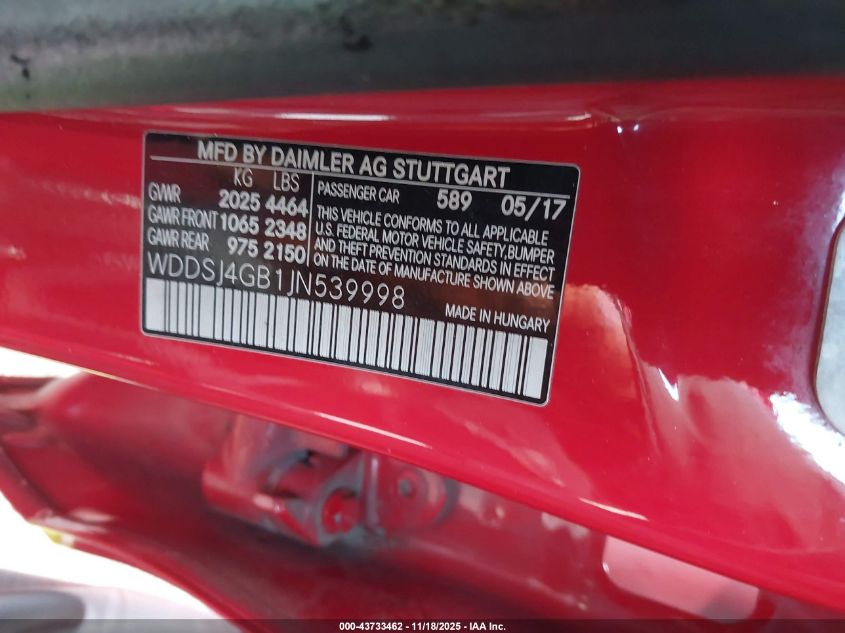 MFD BY DAIMLER AG STUTTGART
KG LBS
GVWR 2025 4464
GAWR FRONT 1065 2348
GAWR REAR 975 2150
PASSENGER CAR 589 05/17
THIS VEHICLE CONFORMS TO ALL APPLICABLE
U.S. FEDERAL MOTOR VEHICLE SAFETY, BUMPER
AND THEFT PREVENTION STANDARDS IN EFFECT
ON THE DATE OF MANUFACTURE SHOWN ABOVE.
WDDSJ4GB1JN539998
MADE IN HUNGARY
000-43733462 - 11/18/2025 - IAA Inc.